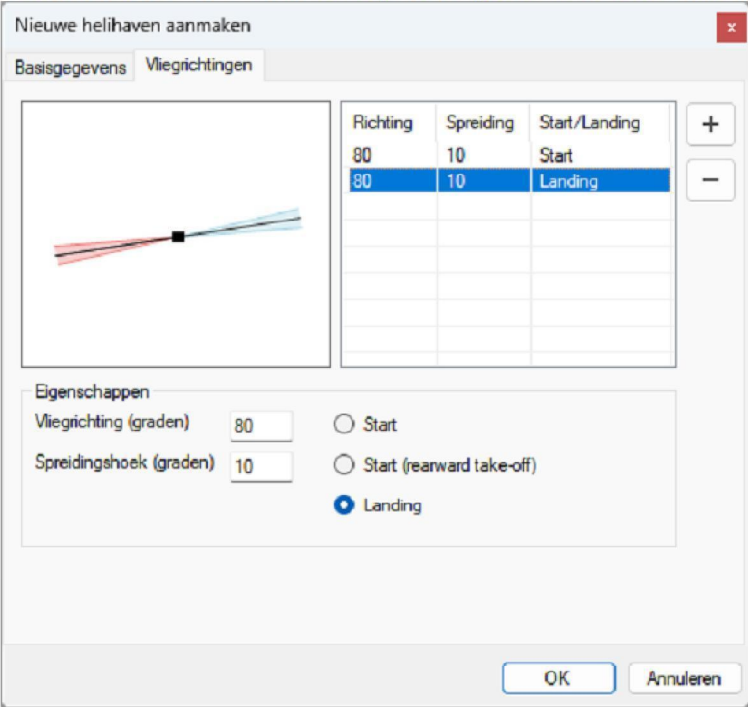 Nieuwe helihaven aanmaken
x
Basisgegevens Vliegrichtingen
Richting Spreiding Start/Landing
80 10 Start
80 10 Landing
+
−
Eigenschappen
Vliegrichting (graden) 80
Spreidingshoek (graden) 10
Start
Start (rearward take-off)
Landing
OK Annuleren